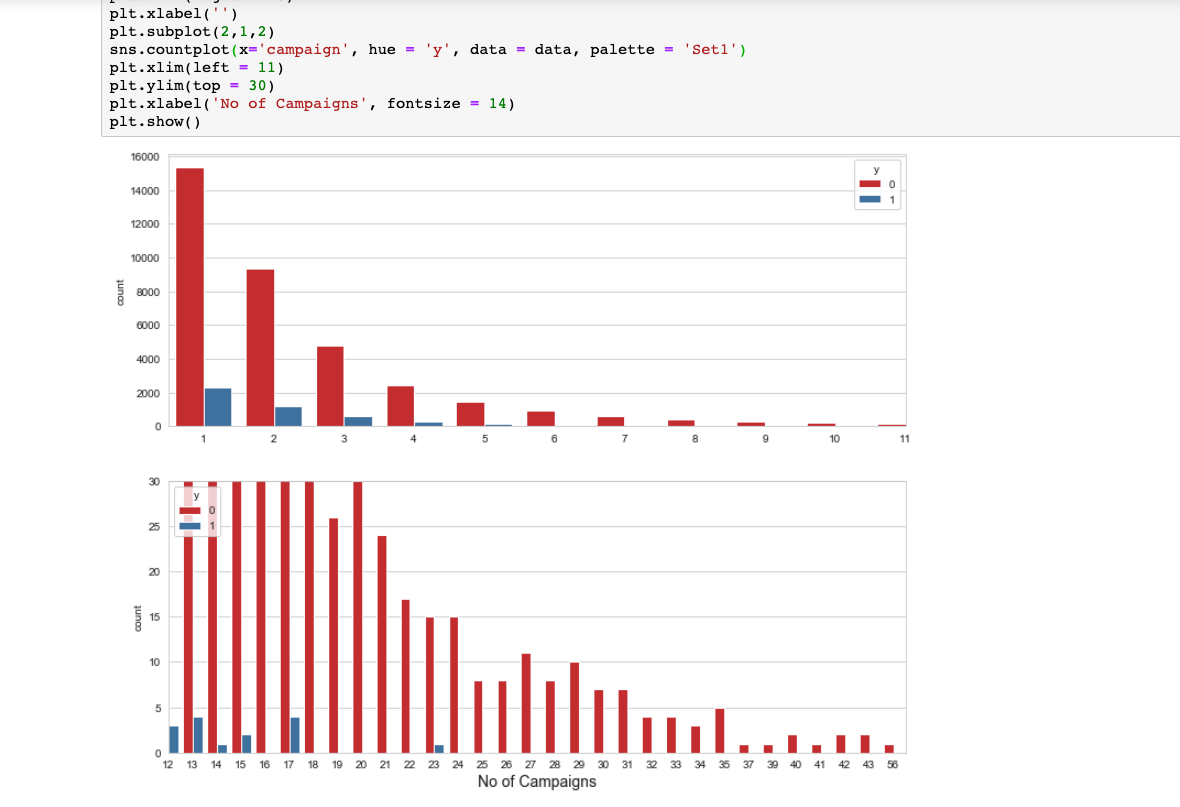 plt.xlabel('')
plt.subplot(2,1,2)
sns.countplot(x='campaign', hue = 'y', data = data, palette = 'Set1')
plt.xlim(left = 11)
plt.ylim(top = 30)
plt.xlabel('No of Campaigns', fontsize = 14)
plt.show()
16000
14000
12000
10000
8000
6000
4000
2000
0
count
y
0
1
1 2 3 4 5 6 7 8 9 10 11
30
25
20
15
10
5
0
count
y
0
1
12 13 14 15 16 17 18 19 20 21 22 23 24 25 26 27 28 29 30 31 32 33 34 35 37 39 40 41 42 43 56
No of Campaigns